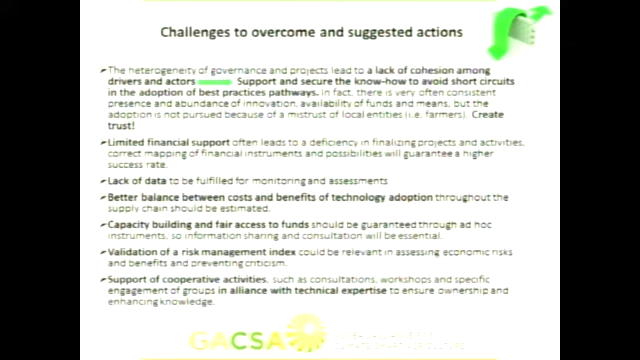 Challenges to overcome and suggested actions
The heterogeneity of governance and projects lead to a lack of cohesion among
drivers and actors Support and secure the know-how to avoid short circuits
in the adoption of best practices pathways. In fact, there is very often consistent
presence and abundance of innovation, availability of funds and means, but the
adoption is not pursued because of a mistrust of local entities (i.e. farmers). Create
trust!
Limited financial support often leads to a deficiency in finalizing projects and activities,
correct mapping of financial instruments and possibilities will guarantee a higher
success rate.
Lack of data to be fulfilled for monitoring and assessments
Better balance between costs and benefits of technology adoption throughout the
supply chain should be estimated.
Capacity building and fair access to funds should be guaranteed through ad hoc
instruments, so information sharing and consultation will be essential.
Validation of a risk management index could be relevant in assessing economic risks
and benefits and preventing criticism.
Support of cooperative activities, such as consultations, workshops and specific
engagement of groups in alliance with technical expertise to ensure ownership and
enhancing knowledge.
GACSA
CLIMATE SMART AGRICULTURE